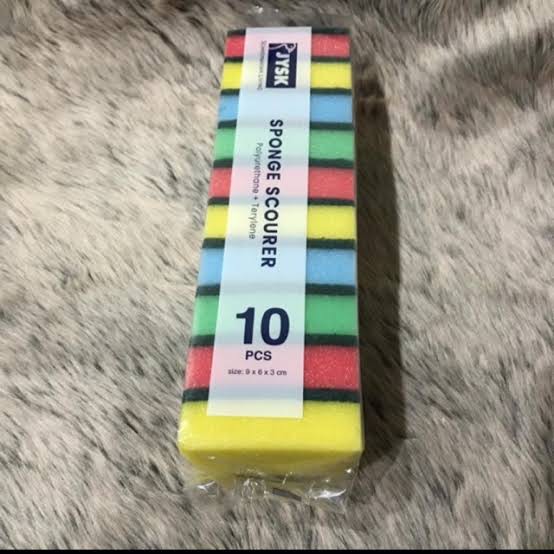 JYSK
SCANDINAVIAN LIVING
SPONGE SCOURER
Polyurethane + Terylene
10
PCS
size: 9 x 6 x 3 cm